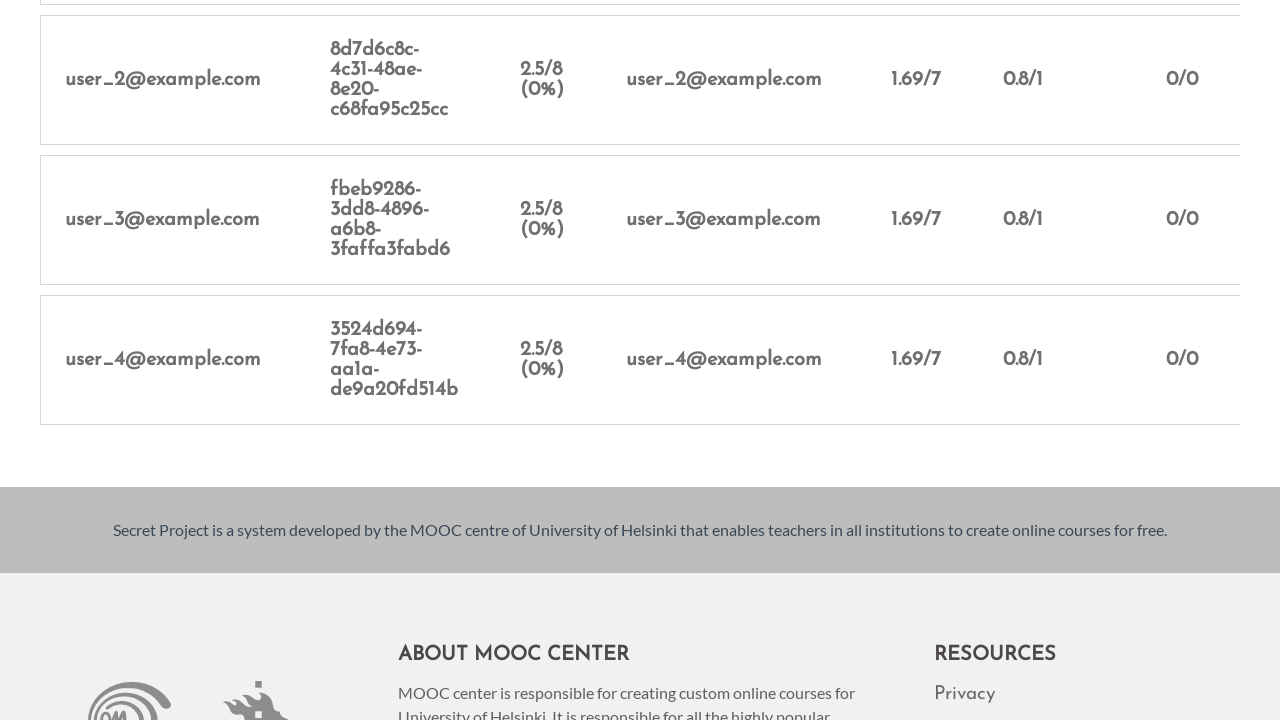 user_2@example.com
8d7d6c8c-
4c31-48ae-
8e20-
c68fa95c25cc
2.5/8
(0%)
user_2@example.com
1.69/7
0.8/1
0/0
user_3@example.com
fbeb9286-
3dd8-4896-
a6b8-
3faffa3fabd6
2.5/8
(0%)
user_3@example.com
1.69/7
0.8/1
0/0
user_4@example.com
3524d694-
7fa8-4e73-
aa1a-
de9a20fd514b
2.5/8
(0%)
user_4@example.com
1.69/7
0.8/1
0/0
Secret Project is a system developed by the MOOC centre of University of Helsinki that enables teachers in all institutions to create online courses for free.
ABOUT MOOC CENTER
MOOC center is responsible for creating custom online courses for
University of Helsinki. It is responsible for all the highly popular
RESOURCES
Privacy